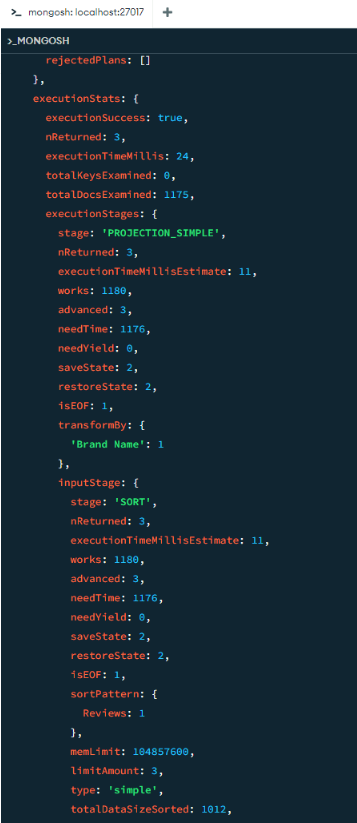 >_ mongosh: localhost:27017 +
>_MONGOSH
rejectedPlans: []
},
executionStats: {
executionSuccess: true,
nReturned: 3,
executionTimeMillis: 24,
totalKeysExamined: 0,
totalDocsExamined: 1175,
executionStages: {
stage: 'PROJECTION_SIMPLE',
nReturned: 3,
executionTimeMillisEstimate: 11,
works: 1180,
advanced: 3,
needTime: 1176,
needYield: 0,
saveState: 2,
restoreState: 2,
isEOF: 1,
transformBy: {
'Brand Name': 1
},
inputStage: {
stage: 'SORT',
nReturned: 3,
executionTimeMillisEstimate: 11,
works: 1180,
advanced: 3,
needTime: 1176,
needYield: 0,
saveState: 2,
restoreState: 2,
isEOF: 1,
sortPattern: {
Reviews: 1
},
memLimit: 104857600,
limitAmount: 3,
type: 'simple',
totalDataSizeSorted: 1012,